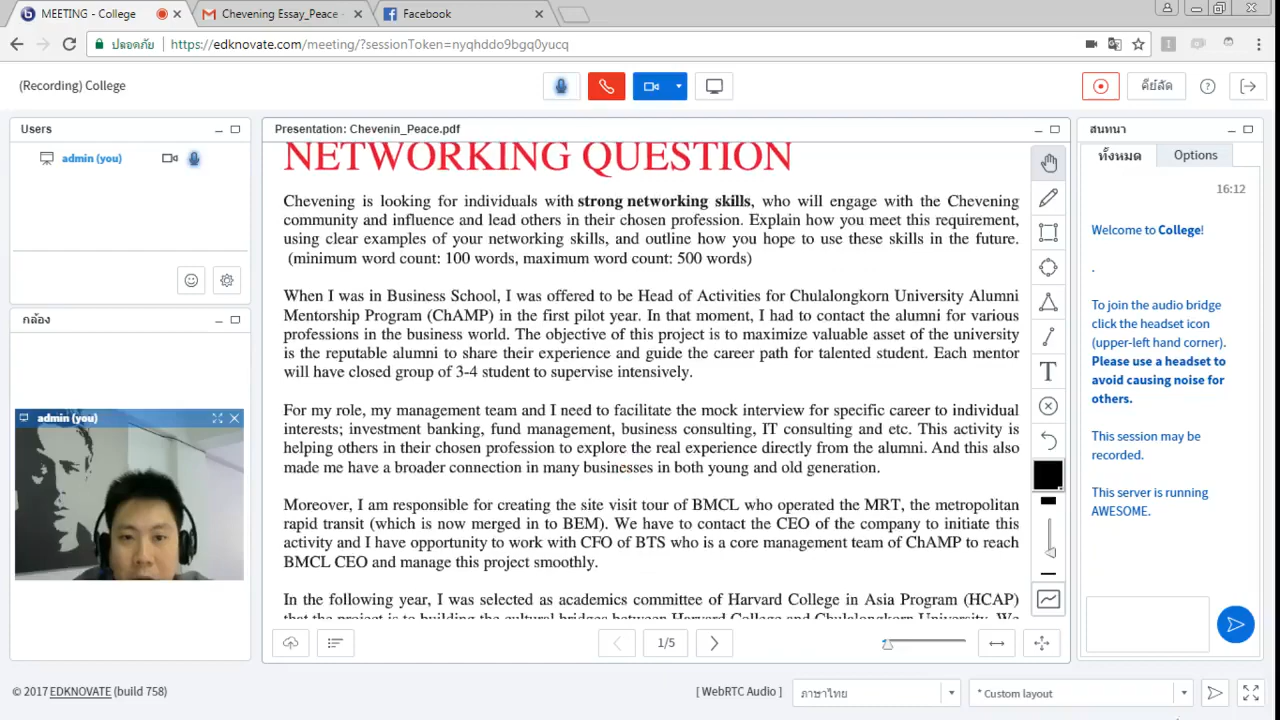 MEETING - College
Chevening Essay_Peace -
Facebook
ปลอดภัย
https://edknovate.com/meeting/?sessionToken=nyqhddo9bgq0yucq
(Recording) College
คีย์ลัด
Users
admin (you)
กล้อง
admin (you)
Presentation: Chevenin_Peace.pdf
NETWORKING QUESTION
Chevening is looking for individuals with strong networking skills, who will engage with the Chevening
community and influence and lead others in their chosen profession. Explain how you meet this requirement,
using clear examples of your networking skills, and outline how you hope to use these skills in the future.
(minimum word count: 100 words, maximum word count: 500 words)
When I was in Business School, I was offered to be Head of Activities for Chulalongkorn University Alumni
Mentorship Program (ChAMP) in the first pilot year. In that moment, I had to contact the alumni for various
professions in the business world. The objective of this project is to maximize valuable asset of the university
is the reputable alumni to share their experience and guide the career path for talented student. Each mentor
will have closed group of 3-4 student to supervise intensively.
For my role, my management team and I need to facilitate the mock interview for specific career to individual
interests; investment banking, fund management, business consulting, IT consulting and etc. This activity is
helping others in their chosen profession to explore the real experience directly from the alumni. And this also
made me have a broader connection in many businesses in both young and old generation.
Moreover, I am responsible for creating the site visit tour of BMCL who operated the MRT, the metropolitan
rapid transit (which is now merged in to BEM). We have to contact the CEO of the company to initiate this
activity and I have opportunity to work with CFO of BTS who is a core management team of ChAMP to reach
BMCL CEO and manage this project smoothly.
In the following year, I was selected as academics committee of Harvard College in Asia Program (HCAP)
that the project is to building the cultural bridges between Harvard College and Chulalongkorn University. We
1/5
สนทนา
ทั้งหมด
Options
16:12
Welcome to College!
.
To join the audio bridge
click the headset icon
(upper-left hand corner).
Please use a headset to
avoid causing noise for
others.
This session may be
recorded.
This server is running
AWESOME.
© 2017 EDKNOVATE (build 758)
[ WebRTC Audio ]
ภาษาไทย
* Custom layout